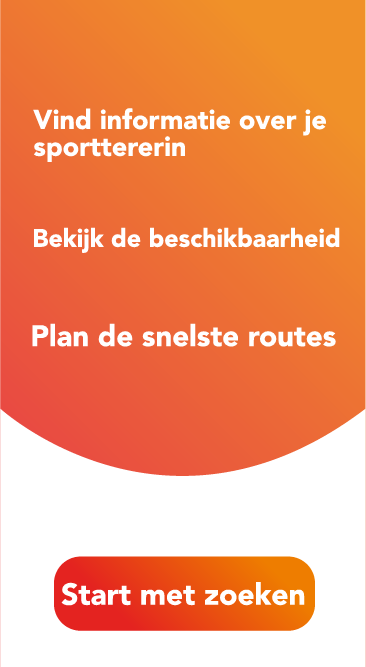 Vind informatie over je
sporttererin
Bekijk de beschikbaarheid
Plan de snelste routes
Start met zoeken